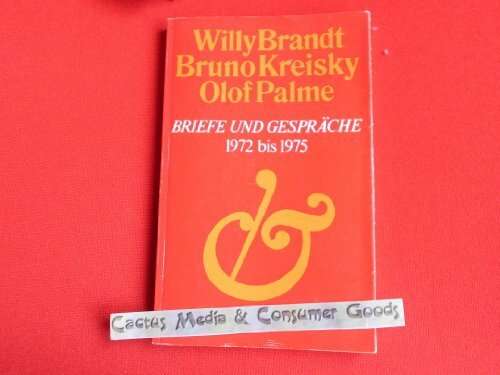 Willy Brandt
Bruno Kreisky
Olof Palme
BRIEFE UND GESPRÄCHE
1972 bis 1975
&
Cactus Media & Consumer Goods